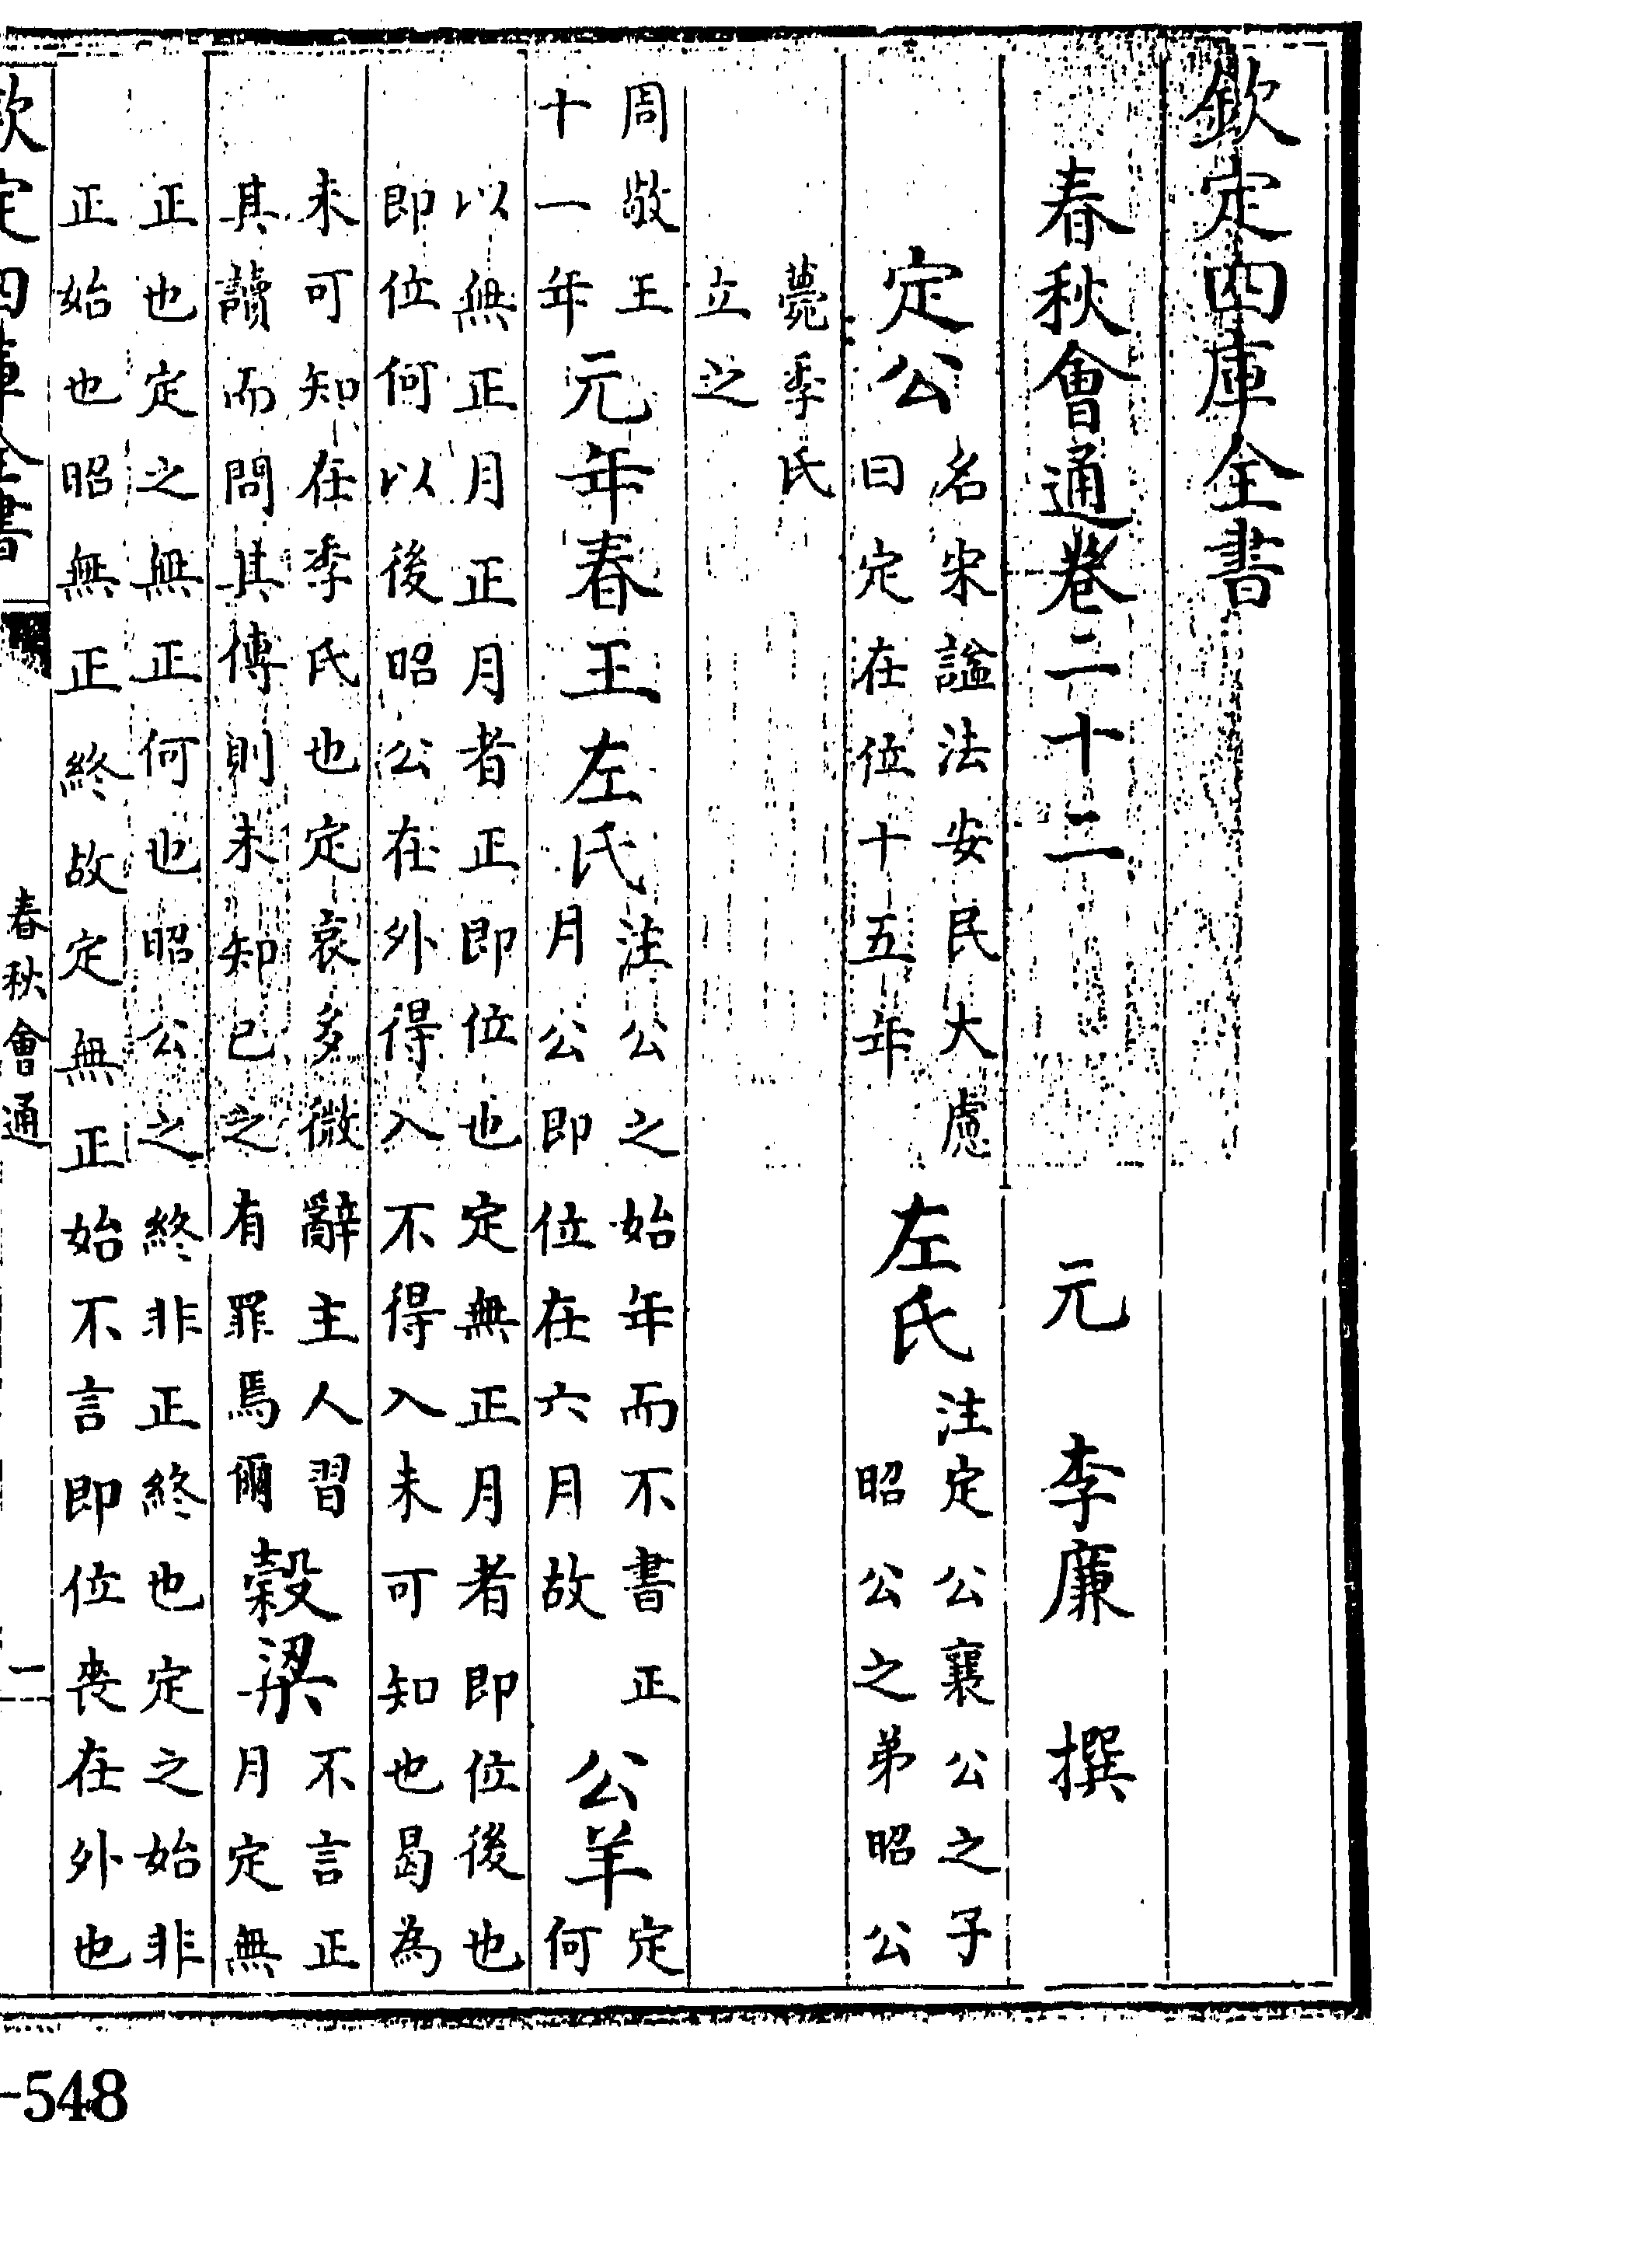 欽定四庫全書
春秋會通卷二十二
元 李廉 撰
定公
名宋謚法安民大慮
曰定在位十五年
左氏
注定公襄公之子
昭公之弟昭公
薨季氏
立之
周敬王
十一年
元年春王左氏
注公之始年而不書正
月公即位在六月故
公羊
定
何
以無正月正月者正即位也定無正月者即位後也
即位何以後昭公在外得入不得入未可知也曷為
未可知在季氏也定哀多微辭主人習
其讀而問其傳則未知己之有罪焉爾
穀梁
不言正
月定無
正也定之無正何也昭公之終非正終也定之始非
正始也昭無正終故定無正始不言即位喪在外也
欽定四庫全書
春秋會通
一
-548